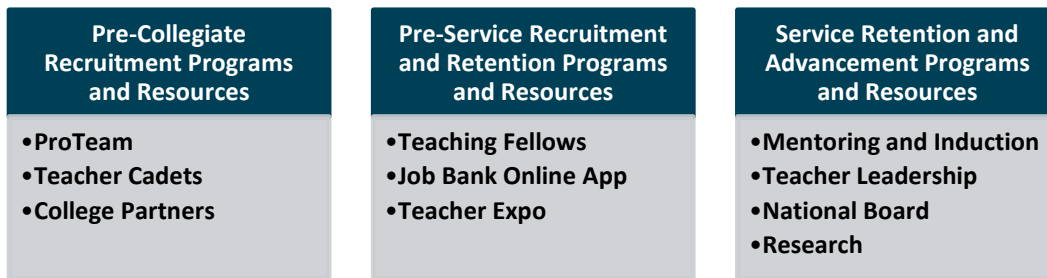 Pre-Collegiate
Recruitment Programs
and Resources
•ProTeam
•Teacher Cadets
•College Partners
Pre-Service Recruitment
and Retention Programs
and Resources
•Teaching Fellows
•Job Bank Online App
•Teacher Expo
Service Retention and
Advancement Programs
and Resources
•Mentoring and Induction
•Teacher Leadership
•National Board
•Research